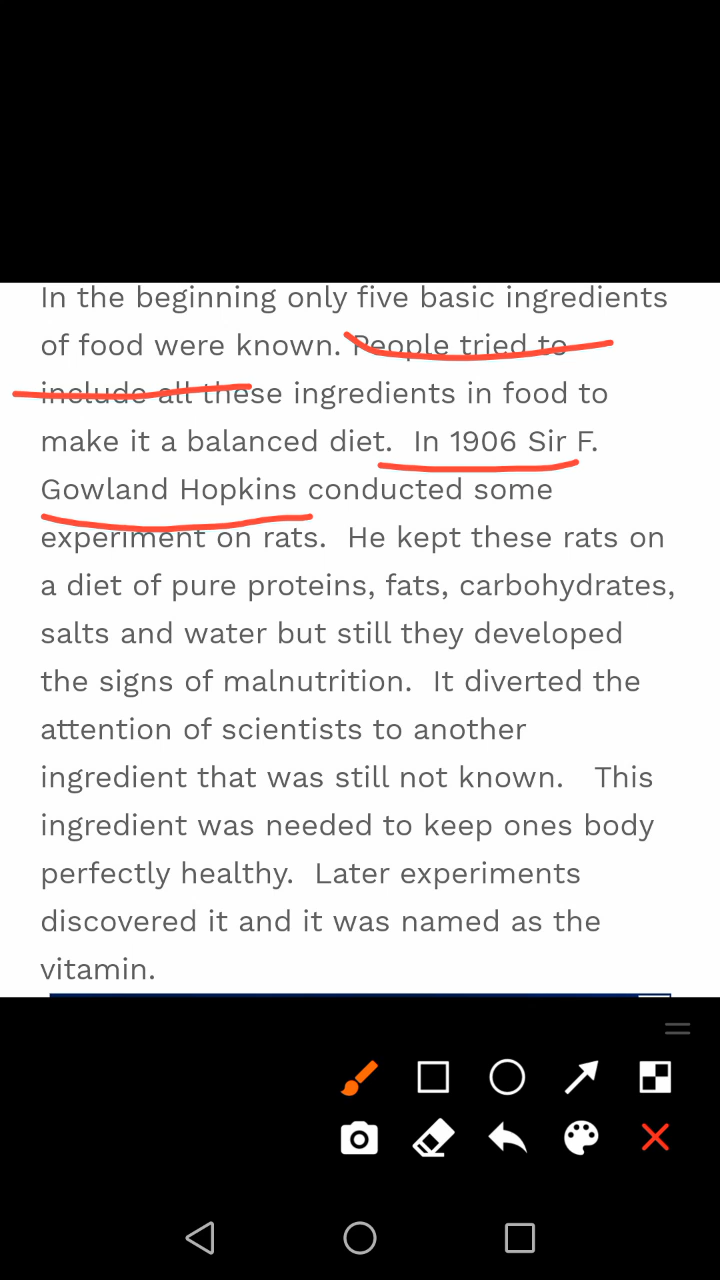 In the beginning only five basic ingredients
of food were known. People tried to
include all these ingredients in food to
make it a balanced diet.  In 1906 Sir F.
Gowland Hopkins conducted some
experiment on rats.  He kept these rats on
a diet of pure proteins, fats, carbohydrates,
salts and water but still they developed
the signs of malnutrition.  It diverted the
attention of scientists to another
ingredient that was still not known.   This
ingredient was needed to keep ones body
perfectly healthy.  Later experiments
discovered it and it was named as the
vitamin.